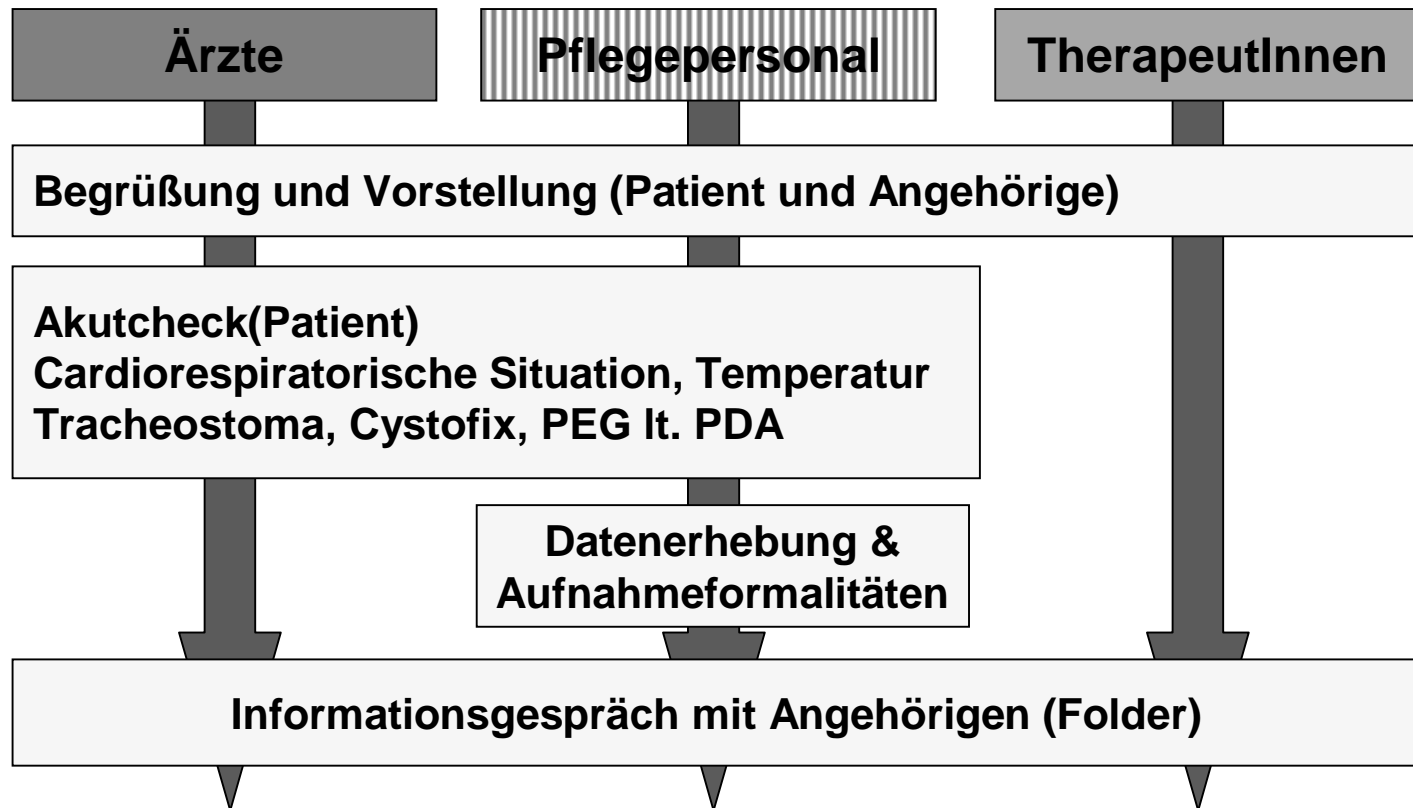 Ärzte
Pflegepersonal
TherapeutInnen
Begrüßung und Vorstellung (Patient und Angehörige)
Akutcheck(Patient)
Cardiorespiratorische Situation, Temperatur
Tracheostoma, Cystofix, PEG lt. PDA
Datenerhebung &
Aufnahmeformalitäten
Informationsgespräch mit Angehörigen (Folder)